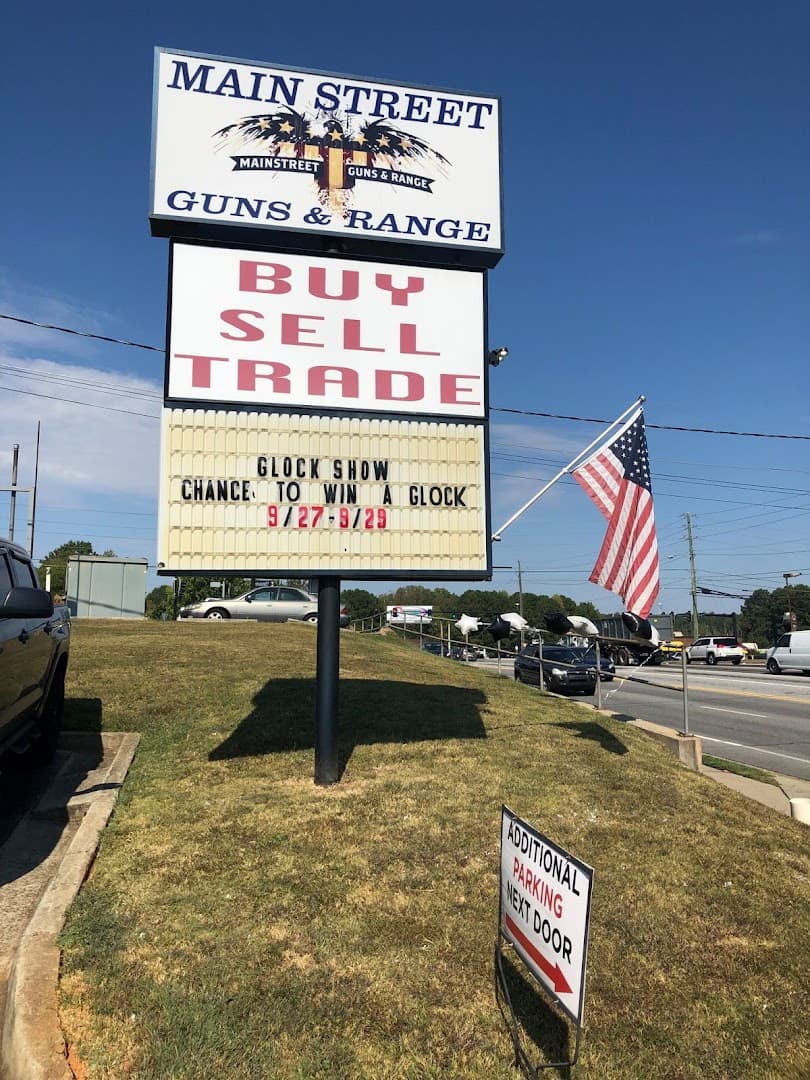 MAIN STREET
MAINSTREET GUNS & RANGE
GUNS & RANGE
BUY
SELL
TRADE
GLOCK SHOW
CHANCE TO WIN A GLOCK
9/27-9/29
ADDITIONAL
PARKING
NEXT DOOR